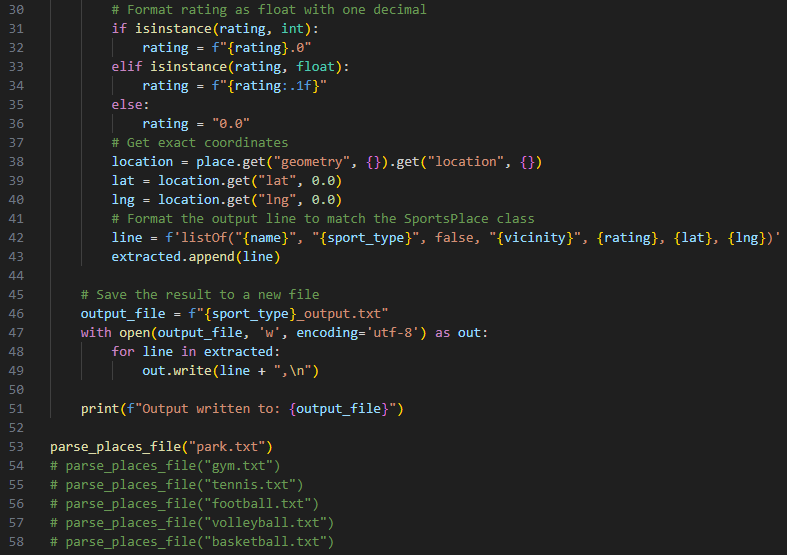 30 # Format rating as float with one decimal
31 if isinstance(rating, int):
32 rating = f"{rating}.0"
33 elif isinstance(rating, float):
34 rating = f"{rating:.1f}"
35 else:
36 rating = "0.0"
37 # Get exact coordinates
38 location = place.get("geometry", {}).get("location", {})
39 lat = location.get("lat", 0.0)
40 lng = location.get("lng", 0.0)
41 # Format the output line to match the SportsPlace class
42 line = f'listOf("{name}", "{sport_type}", false, "{vicinity}", {rating}, {lat}, {lng})'
43 extracted.append(line)
44
45 # Save the result to a new file
46 output_file = f"{sport_type}_output.txt"
47 with open(output_file, 'w', encoding='utf-8') as out:
48 for line in extracted:
49 out.write(line + ",\n")
50
51 print(f"Output written to: {output_file}")
52
53 parse_places_file("park.txt")
54 # parse_places_file("gym.txt")
55 # parse_places_file("tennis.txt")
56 # parse_places_file("football.txt")
57 # parse_places_file("volleyball.txt")
58 # parse_places_file("basketball.txt")